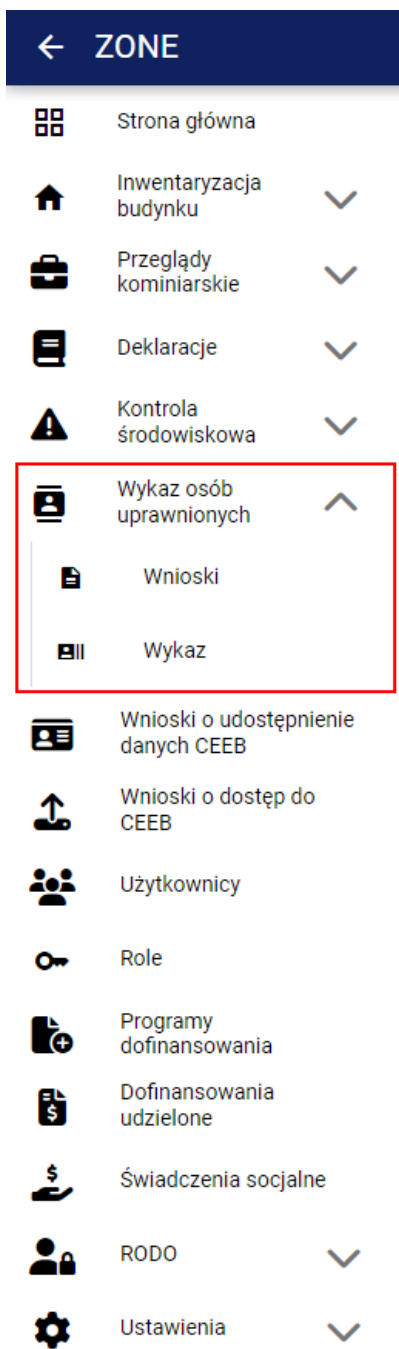 ZONE
Strona główna
Inwentaryzacja
budynku
Przeglądy
kominiarskie
Deklaracje
Kontrola
środowiskowa
Wykaz osób
uprawnionych
Wnioski
Wykaz
Wnioski o udostępnienie
danych CEEB
Wnioski o dostęp do
CEEB
Użytkownicy
Role
Programy
dofinansowania
Dofinansowania
udzielone
Świadczenia socjalne
RODO
Ustawienia